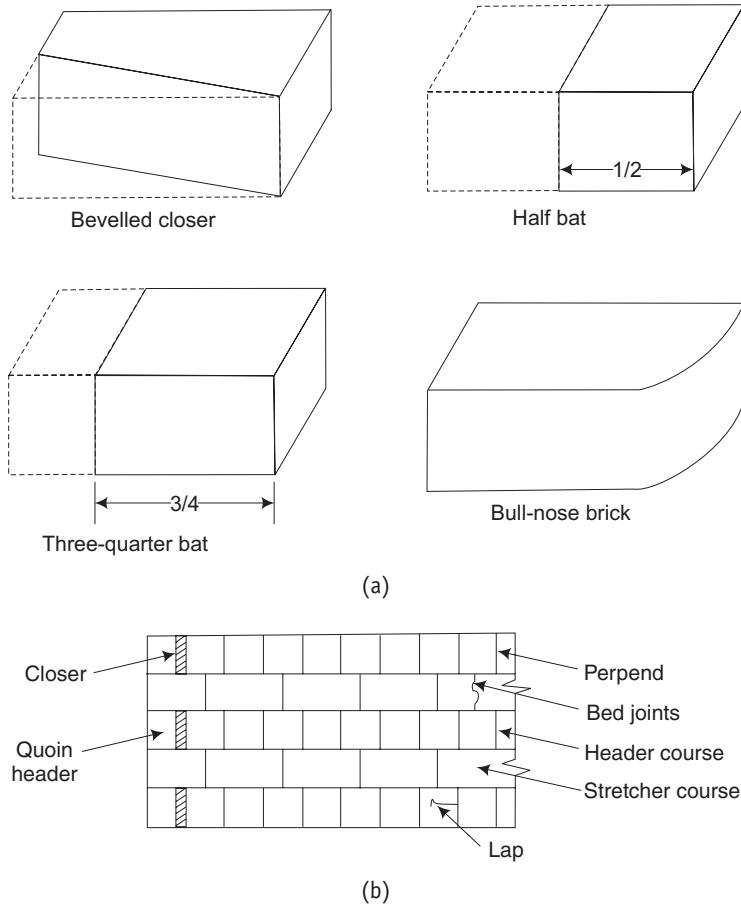 Bevelled closer
1/2
Half bat
3/4
Three-quarter bat
Bull-nose brick
(a)
Closer
Quoin
header
Perpend
Bed joints
Header course
Stretcher course
Lap
(b)